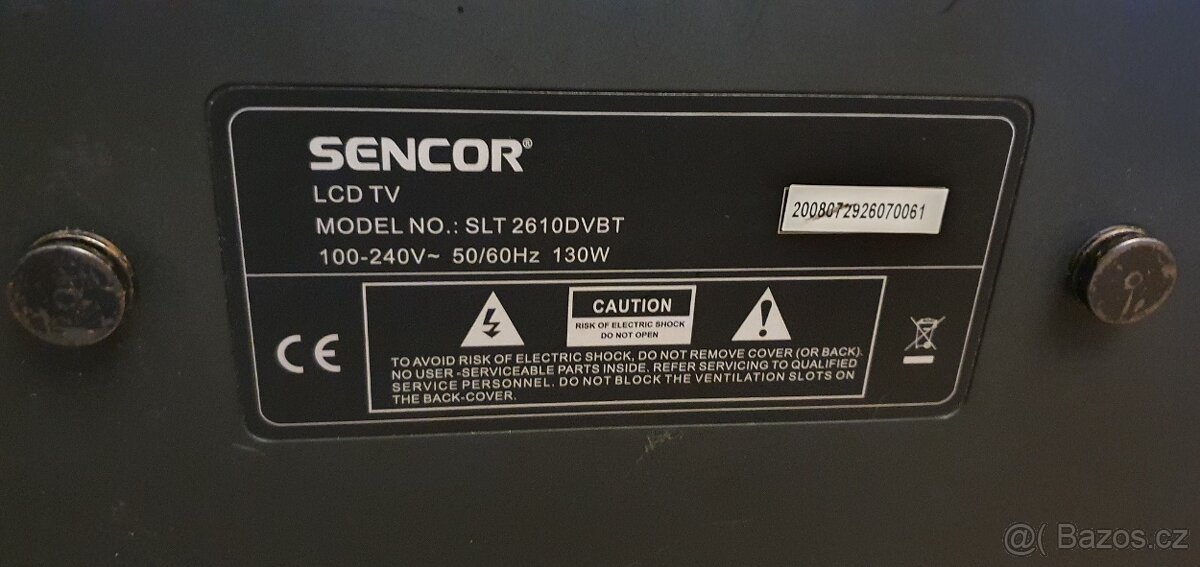 SENCOR®
LCD TV
MODEL NO.: SLT 2610DVBT
100-240V~ 50/60Hz 130W
2008072926070061
CE
CAUTION
RISK OF ELECTRIC SHOCK
DO NOT OPEN
TO AVOID RISK OF ELECTRIC SHOCK, DO NOT REMOVE COVER (OR BACK).
NO USER -SERVICEABLE PARTS INSIDE. REFER SERVICING TO QUALIFIED
SERVICE PERSONNEL. DO NOT BLOCK THE VENTILATION SLOTS ON
THE BACK-COVER.
@( Bazos.cz